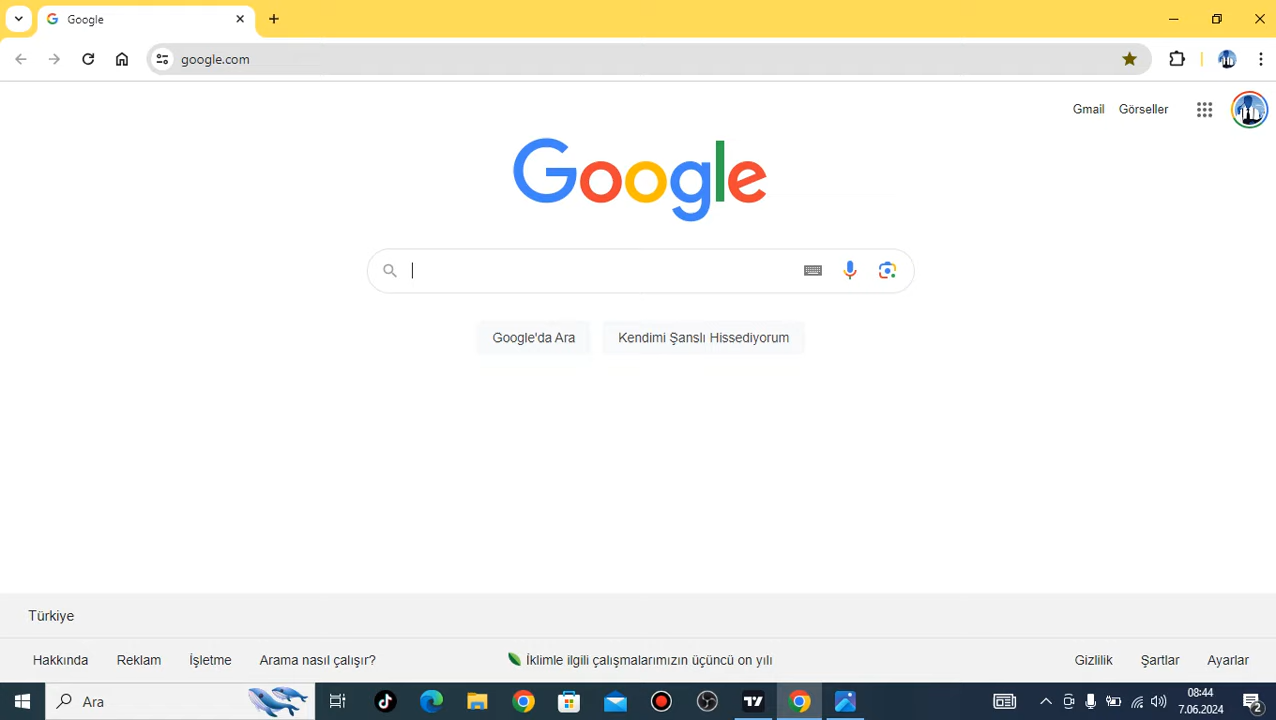 Google
google.com
Gmail
Görseller
Google
Google'da Ara
Kendimi Şanslı Hissediyorum
Türkiye
Hakkında
Reklam
İşletme
Arama nasıl çalışır?
İklimle ilgili çalışmalarımızın üçüncü on yılı
Gizlilik
Şartlar
Ayarlar
Ara
08:44
7.06.2024
2